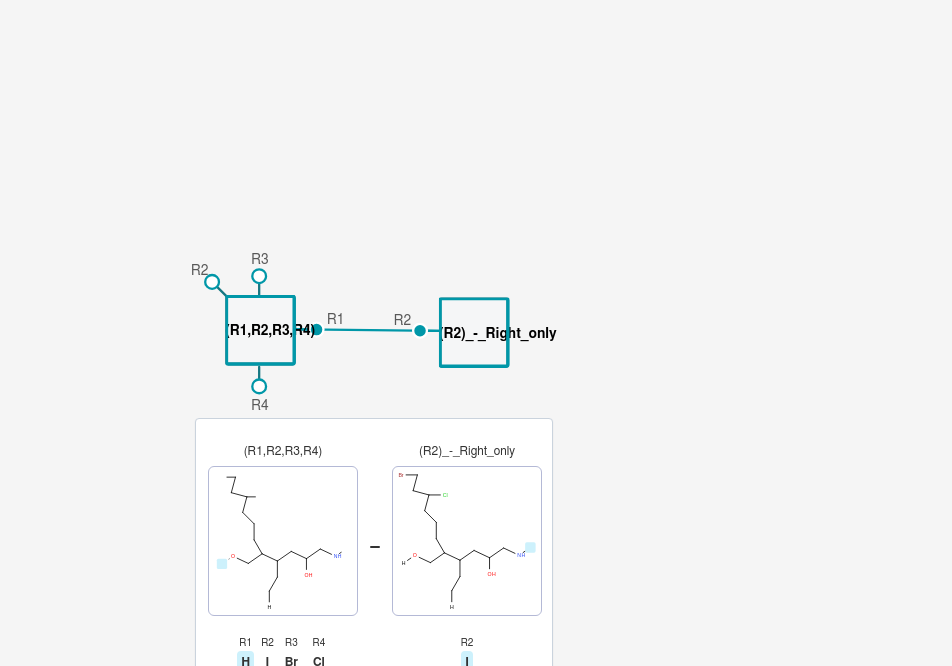 R3
R2
R1
R2
(R1,R2,R3,R4)
(R2)_-_Right_only
R4
(R1,R2,R3,R4)
(R2)_-_Right_only
Br
Cl
O
NH
OH
H
–
H
O
NH
OH
H
R1 R2 R3 R4
R2
H I Br Cl
I